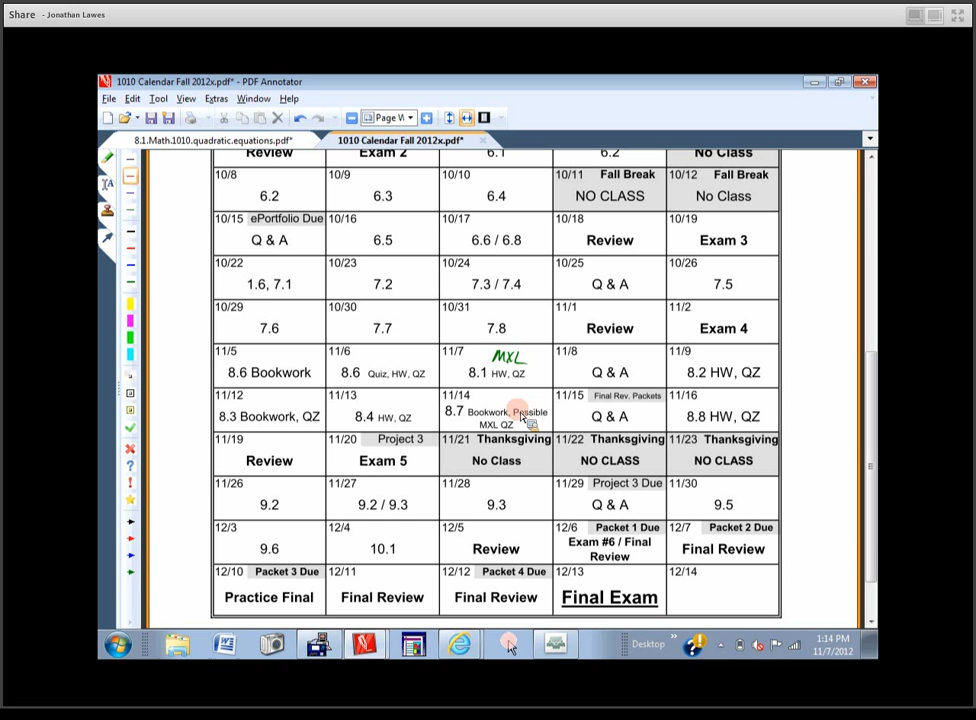 Share - Jonathan Lawes
1010 Calendar Fall 2012x.pdf* - PDF Annotator
File Edit Tool View Extras Window Help
Page W
8.1.Math.1010.quadratic.equations.pdf* 1010 Calendar Fall 2012x.pdf*
Review Exam 2 6.1 6.2 No Class
10/8 10/9 10/10 10/11 Fall Break 10/12 Fall Break
6.2 6.3 6.4 NO CLASS No Class
10/15 ePortfolio Due 10/16 10/17 10/18 10/19
Q & A 6.5 6.6 / 6.8 Review Exam 3
10/22 10/23 10/24 10/25 10/26
1.6, 7.1 7.2 7.3 / 7.4 Q & A 7.5
10/29 10/30 10/31 11/1 11/2
7.6 7.7 7.8 Review Exam 4
11/5 11/6 11/7 MXL 11/8 11/9
8.6 Bookwork 8.6 Quiz, HW, QZ 8.1 HW, QZ Q & A 8.2 HW, QZ
11/12 11/13 11/14 11/15 Final Rev. Packets 11/16
8.3 Bookwork, QZ 8.4 HW, QZ 8.7 Bookwork, Possible Q & A 8.8 HW, QZ
MXL QZ
11/19 11/20 Project 3 11/21 Thanksgiving 11/22 Thanksgiving 11/23 Thanksgiving
Review Exam 5 No Class NO CLASS NO CLASS
11/26 11/27 11/28 11/29 Project 3 Due 11/30
9.2 9.2 / 9.3 9.3 Q & A 9.5
12/3 12/4 12/5 12/6 Packet 1 Due 12/7 Packet 2 Due
9.6 10.1 Review Exam #6 / Final Final Review
Review
12/10 Packet 3 Due 12/11 12/12 Packet 4 Due 12/13 12/14
Practice Final Final Review Final Review Final Exam
Desktop
1:14 PM
11/7/2012